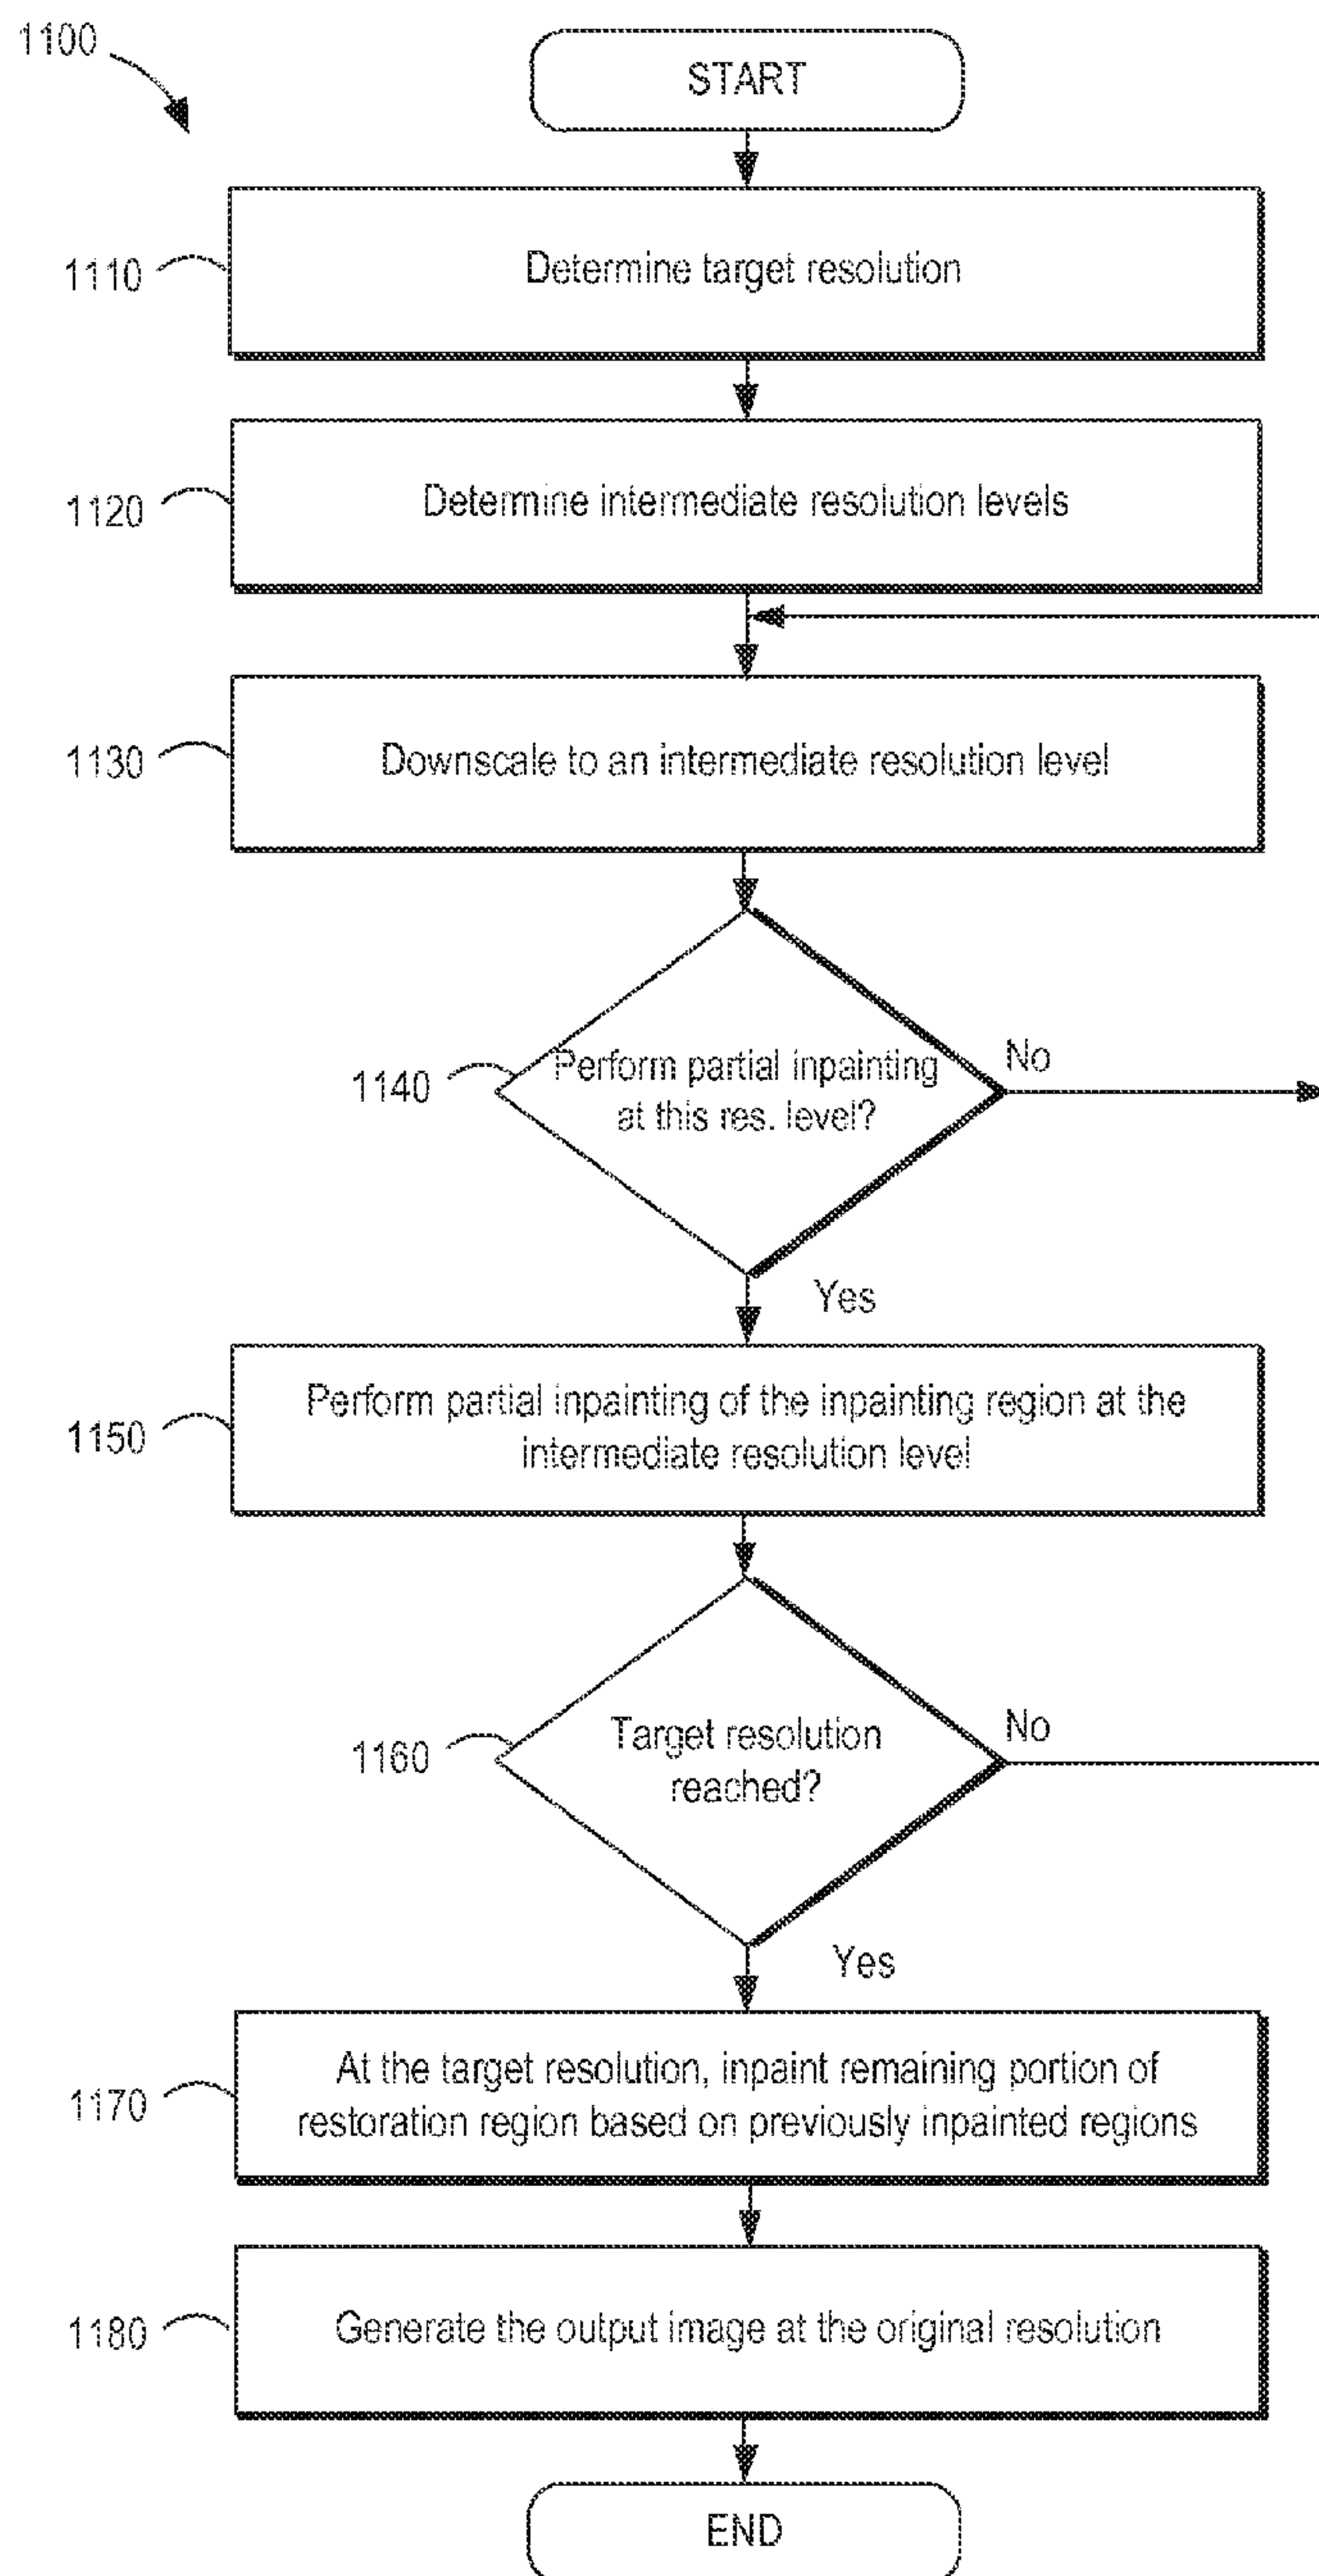 1100
START
1110
Determine target resolution
1120
Determine intermediate resolution levels
1130
Downscale to an intermediate resolution level
1140
Perform partial inpainting
at this res. level?
No
Yes
1150
Perform partial inpainting of the inpainting region at the
intermediate resolution level
1160
Target resolution
reached?
No
Yes
1170
At the target resolution, inpaint remaining portion of
restoration region based on previously inpainted regions
1180
Generate the output image at the original resolution
END